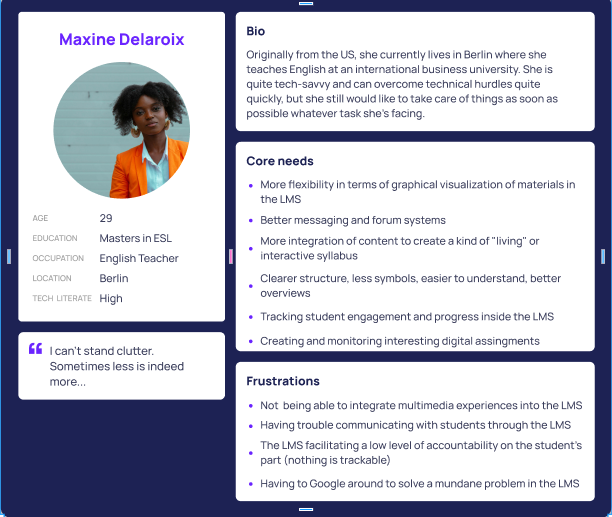 Maxine Delaroix
AGE 29
EDUCATION Masters in ESL
OCCUPATION English Teacher
LOCATION Berlin
TECH LITERATE High
“ I can't stand clutter.
Sometimes less is indeed
more...
Bio
Originally from the US, she currently lives in Berlin where she
teaches English at an international business university. She is
quite tech-savvy and can overcome technical hurdles quite
quickly, but she still would like to take care of things as soon as
possible whatever task she's facing.
Core needs
• More flexibility in terms of graphical visualization of materials in
the LMS
• Better messaging and forum systems
• More integration of content to create a kind of "living" or
interactive syllabus
• Clearer structure, less symbols, easier to understand, better
overviews
• Tracking student engagement and progress inside the LMS
• Creating and monitoring interesting digital assingments
Frustrations
• Not being able to integrate multimedia experiences into the LMS
• Having trouble communicating with students through the LMS
• The LMS facilitating a low level of accountability on the student's
part (nothing is trackable)
• Having to Google around to solve a mundane problem in the LMS